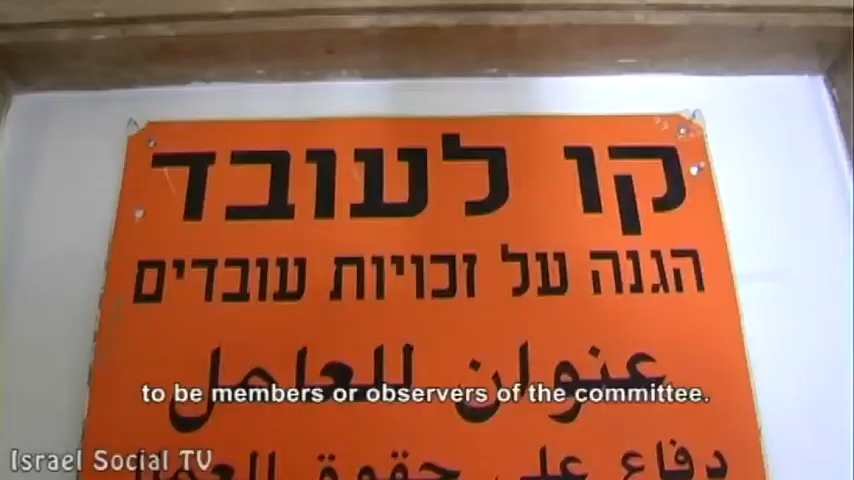 קו לעובד
הגנה על זכויות עובדים
عنوان للعامل
to be members or observers of the committee.
دفاع على حقوق العمال
Israel Social TV